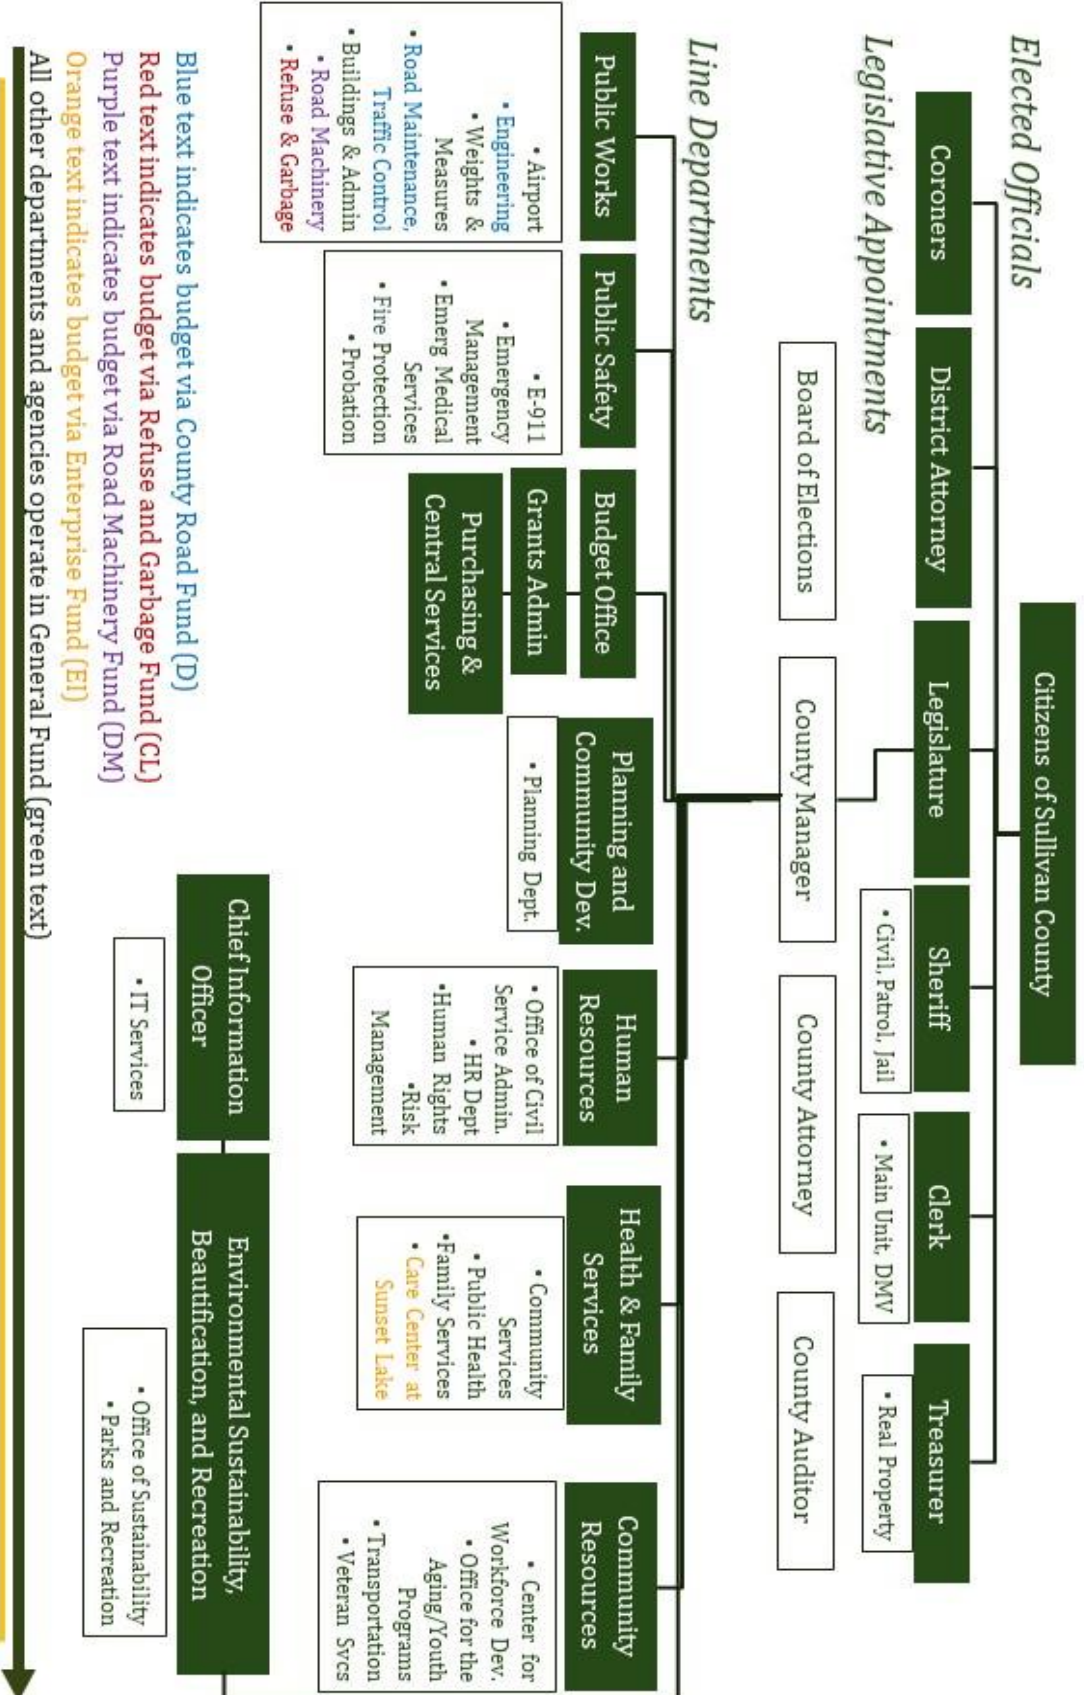 Citizens of Sullivan County
Elected Officials
Coroners
District Attorney
Legislature
Sheriff
• Civil, Patrol, Jail
Clerk
• Main Unit, DMV
Treasurer
• Real Property
Legislative Appointments
Board of Elections
County Manager
County Attorney
County Auditor
Line Departments
Public Works
• Airport
• Engineering
• Weights &
Measures
• Road Maintenance,
Traffic Control
• Buildings & Admin
• Road Machinery
• Refuse & Garbage
Public Safety
• E-911
• Emergency
Management
• Emerg Medical
Services
• Fire Protection
• Probation
Budget Office
Grants Admin
Purchasing &
Central Services
Planning and
Community Dev.
• Planning Dept.
Human
Resources
• Office of Civil
Service Admin.
• HR Dept
•Human Rights
•Risk
Management
Health & Family
Services
• Community
Services
• Public Health
•Family Services
• Care Center at
Sunset Lake
Community
Resources
• Center for
Workforce Dev.
• Office for the
Aging/Youth
Programs
• Transportation
• Veteran Svcs
Chief Information
Officer
• IT Services
Environmental Sustainability,
Beautification, and Recreation
• Office of Sustainability
• Parks and Recreation
Blue text indicates budget via County Road Fund (D)
Red text indicates budget via Refuse and Garbage Fund (CL)
Purple text indicates budget via Road Machinery Fund (DM)
Orange text indicates budget via Enterprise Fund (EI)
All other departments and agencies operate in General Fund (green text)